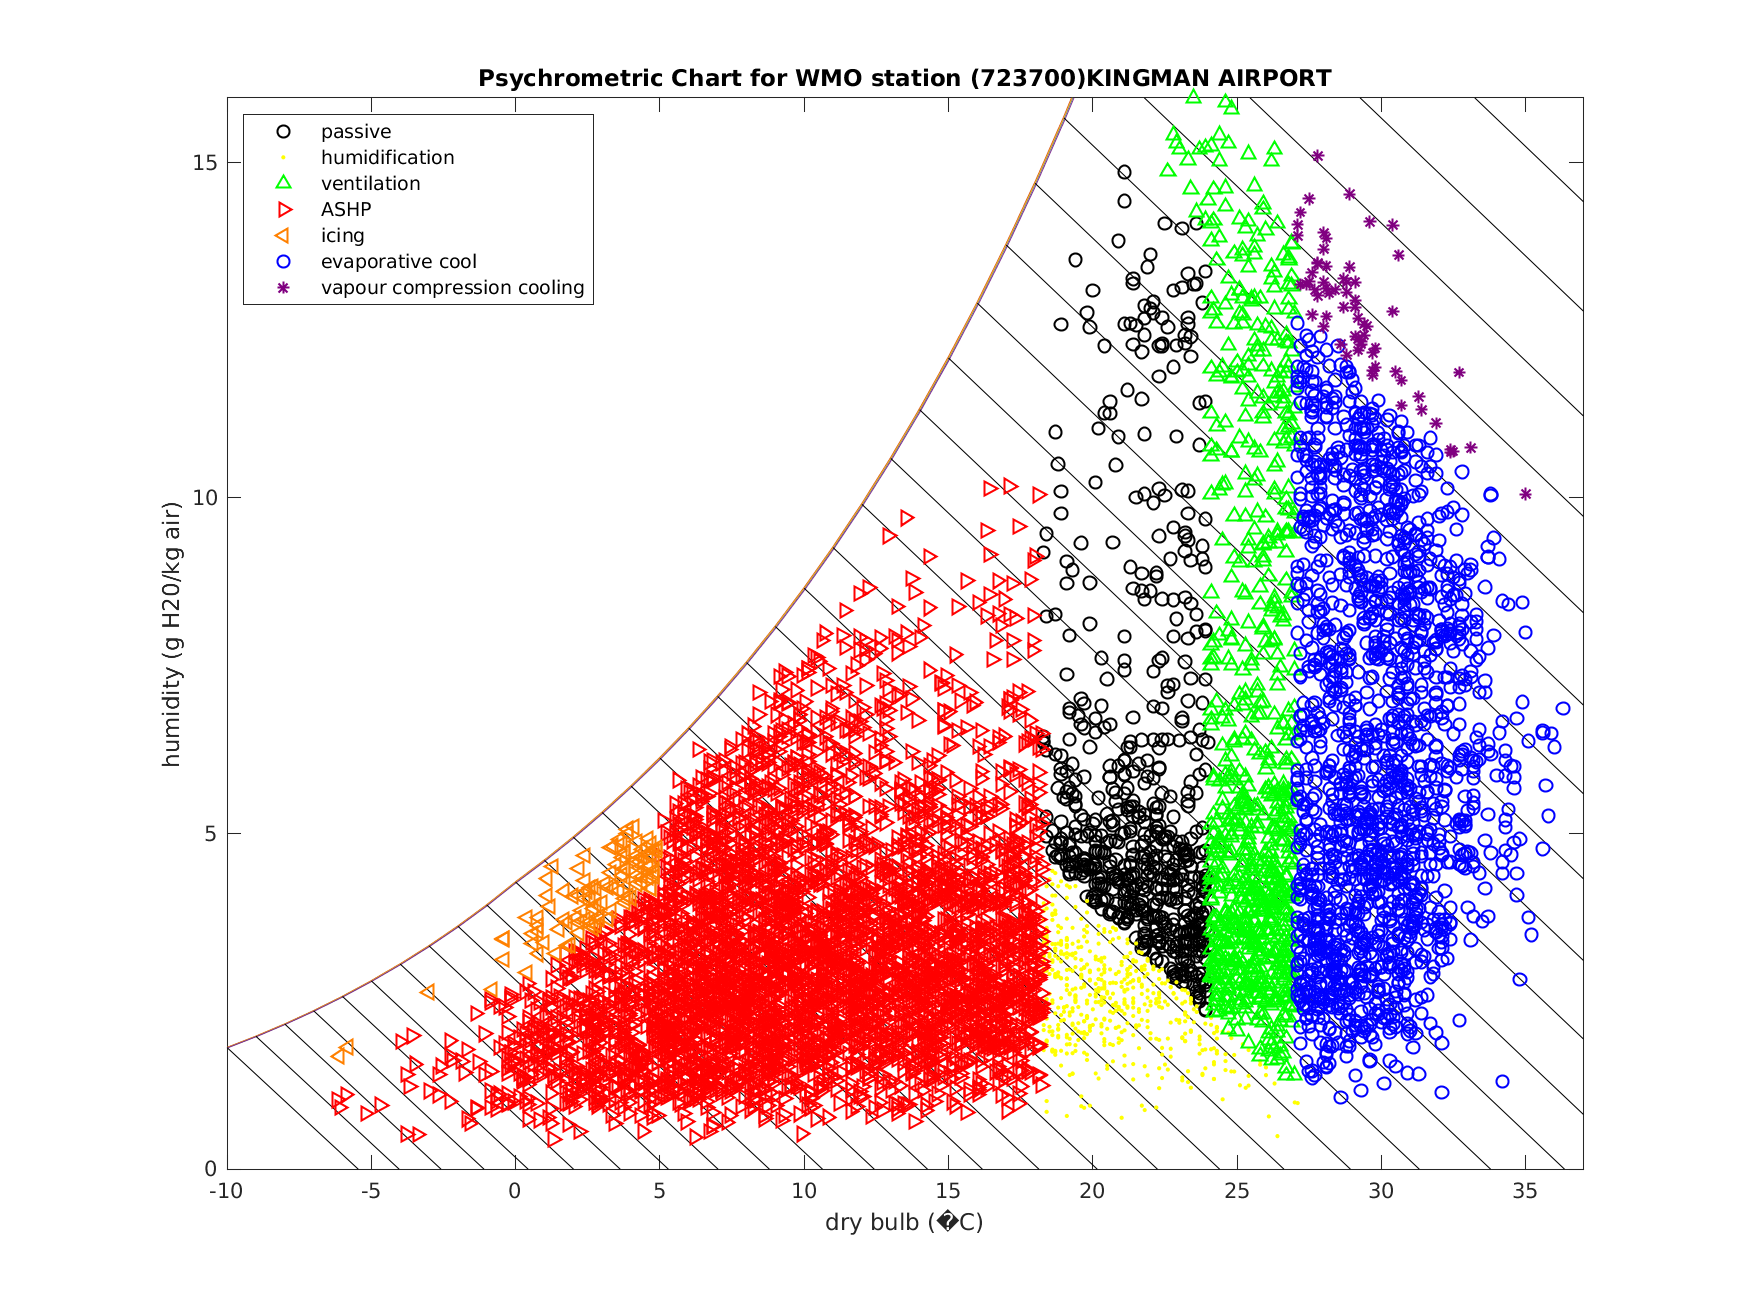 Psychrometric Chart for WMO station (723700)KINGMAN AIRPORT
passive
humidification
ventilation
ASHP
icing
evaporative cool
vapour compression cooling
humidity (g H20/kg air)
15
10
5
0
-10 -5 0 5 10 15 20 25 30 35
dry bulb (�C)